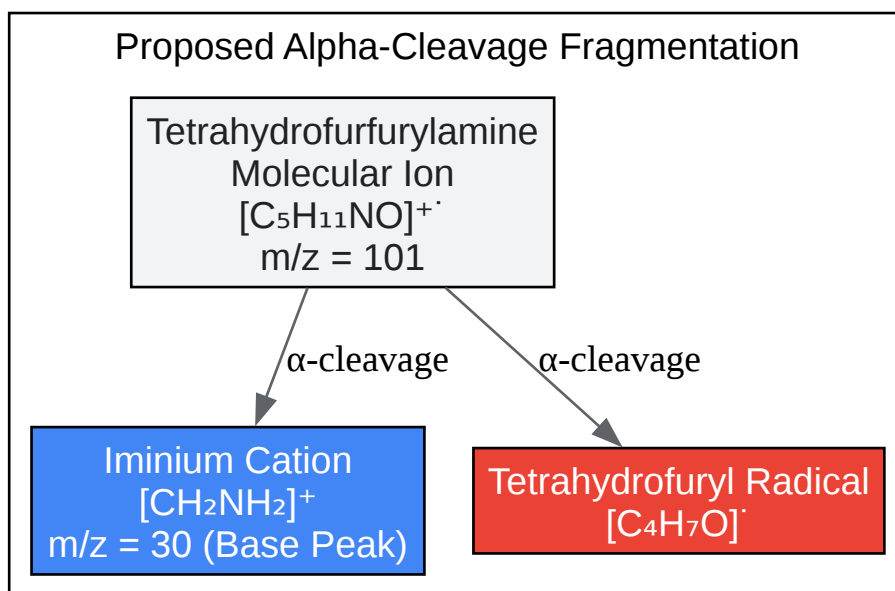 Proposed Alpha-Cleavage Fragmentation
Tetrahydrofurfurylamine
Molecular Ion
[C₅H₁₁NO]⁺˙
m/z = 101
α-cleavage
α-cleavage
Iminium Cation
[CH₂NH₂]⁺
m/z = 30 (Base Peak)
Tetrahydrofuryl Radical
[C₄H₇O]˙